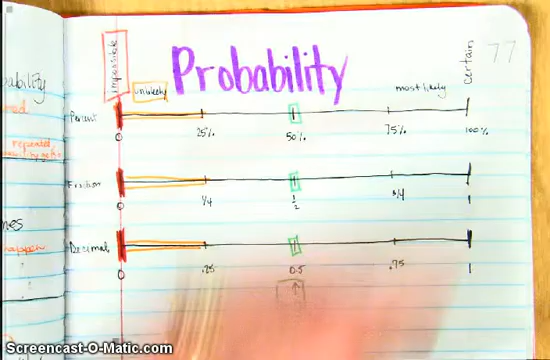 Probability
77
impossible
unlikely
most likely
certain
Percent
0
25%
50%
75%
100%
Fraction
0
1/4
1/2
3/4
1
Decimal
0
.25
0.5
.75
1
Screencast-O-Matic.com